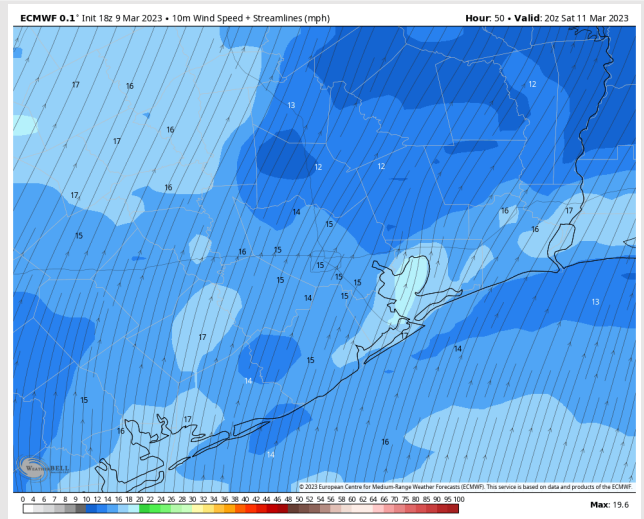 ECMWF 0.1° Init 18z 9 Mar 2023 • 10m Wind Speed + Streamlines (mph) Hour: 50 • Valid: 20z Sat 11 Mar 2023
17 16
13 12
17 16
12 12
17 16
14 16 17
15 15 16
16 15
15 15 15
14 15
13
17 17
15 14
14
15
17
16 16
14
WeatherBELL
© 2023 European Centre for Medium-Range Weather Forecasts (ECMWF). This service is based on data and products of the ECMWF.
0 4 6 7 8 9 10 12 14 16 18 20 22 24 26 28 30 32 34 36 38 40 42 44 46 48 50 52 54 56 58 60 62 64 66 70 75 80 85 90 95 100
Max: 19.6